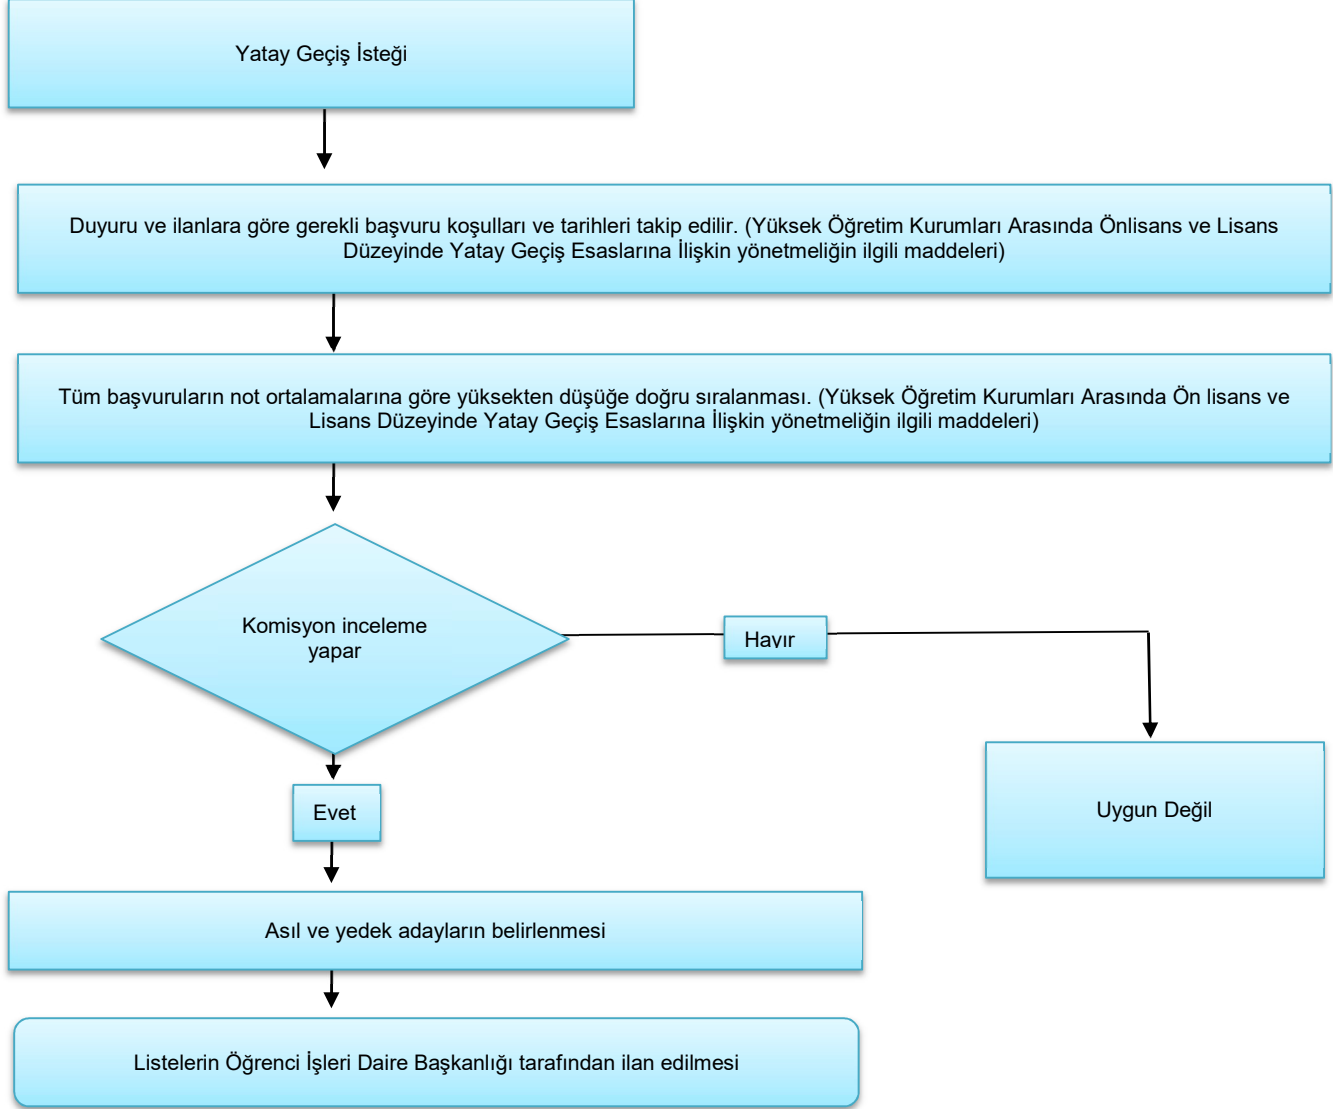 Yatay Geçiş İsteği
Duyuru ve ilanlara göre gerekli başvuru koşulları ve tarihleri takip edilir. (Yüksek Öğretim Kurumları Arasında Önlisans ve Lisans
Düzeyinde Yatay Geçiş Esaslarına İlişkin yönetmeliğin ilgili maddeleri)
Tüm başvuruların not ortalamalarına göre yüksekten düşüğe doğru sıralanması. (Yüksek Öğretim Kurumları Arasında Ön lisans ve
Lisans Düzeyinde Yatay Geçiş Esaslarına İlişkin yönetmeliğin ilgili maddeleri)
Komisyon inceleme
yapar
Hayır
Evet
Uygun Değil
Asıl ve yedek adayların belirlenmesi
Listelerin Öğrenci İşleri Daire Başkanlığı tarafından ilan edilmesi